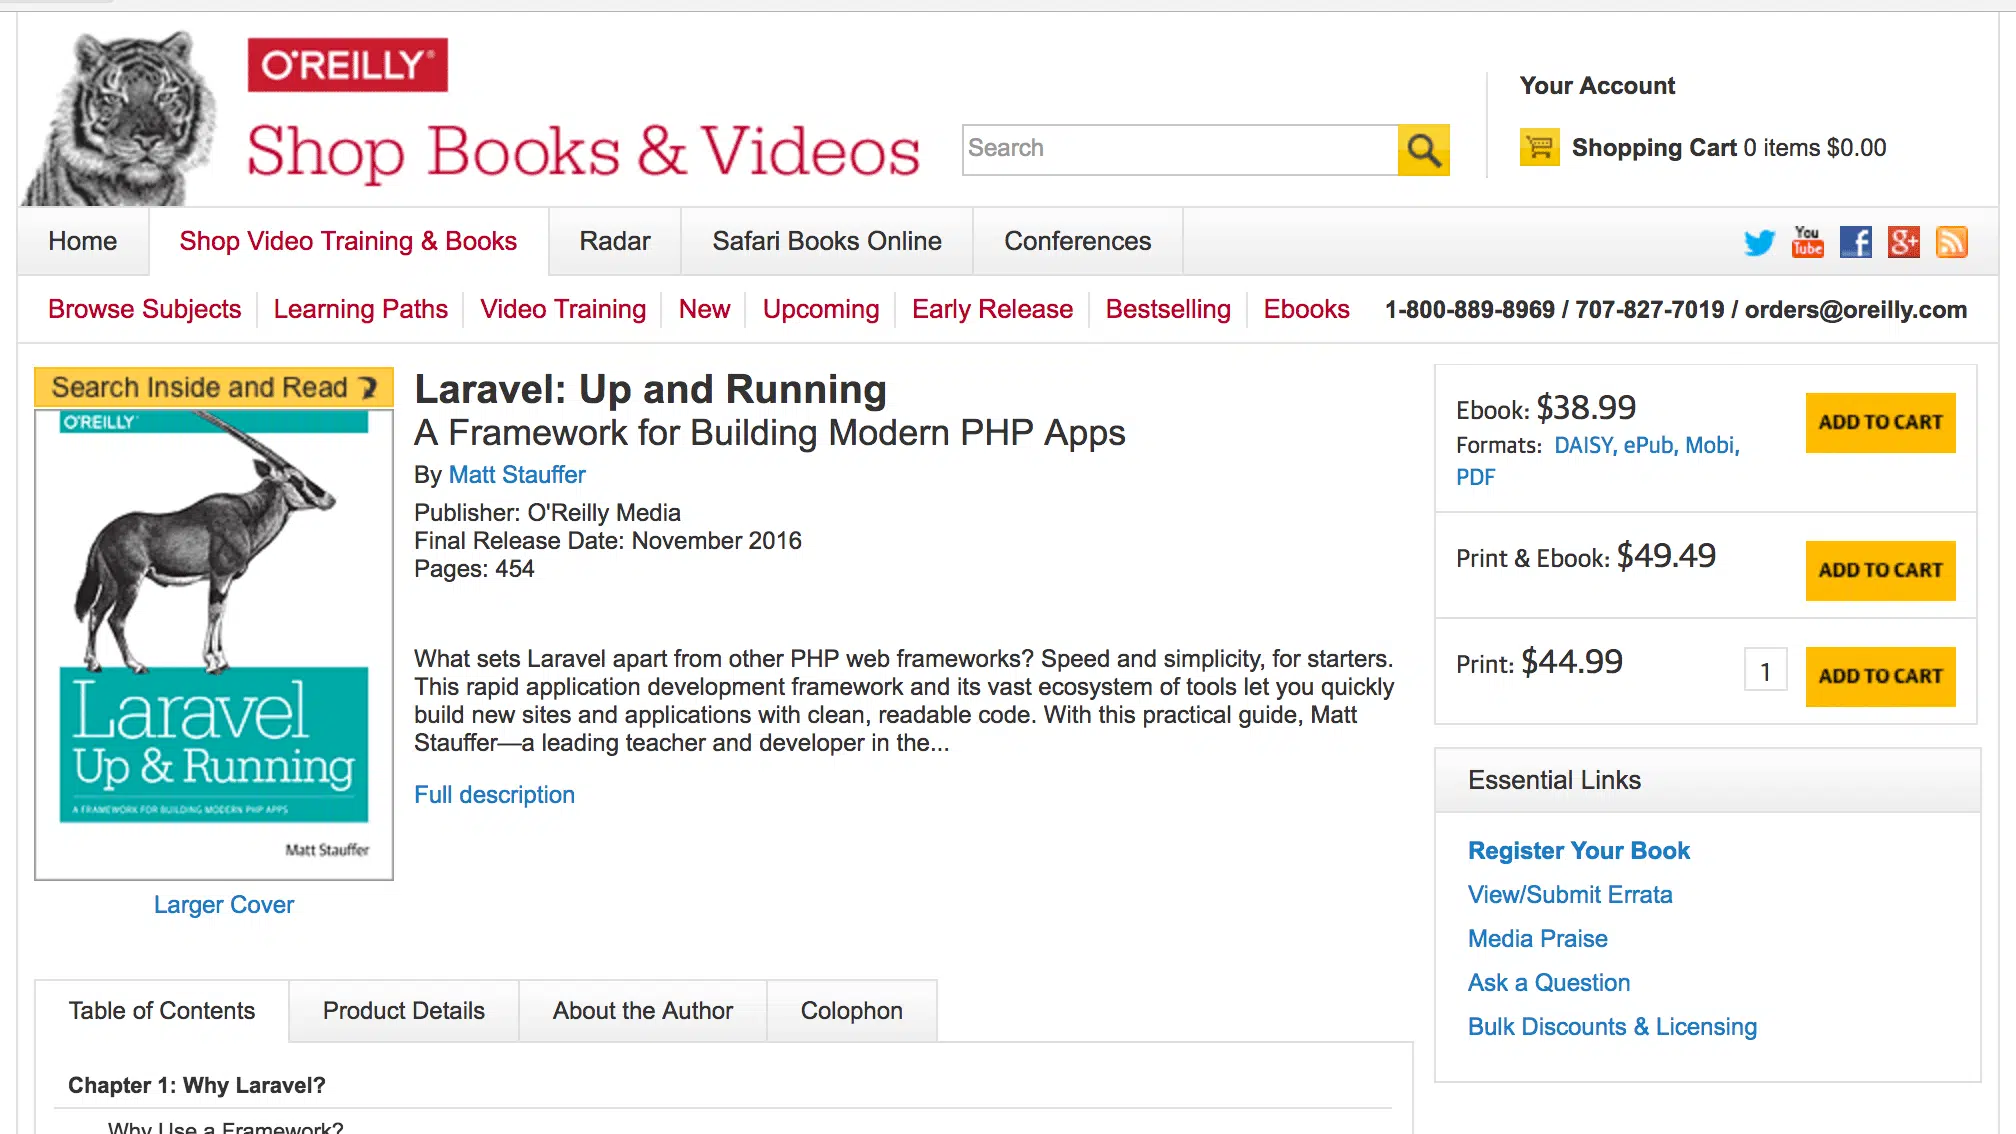 O'REILLY®
Shop Books & Videos
Search
Your Account
Shopping Cart 0 items $0.00
Home
Shop Video Training & Books
Radar
Safari Books Online
Conferences
You
Tube
f
g+
Browse Subjects
Learning Paths
Video Training
New
Upcoming
Early Release
Bestselling
Ebooks
1-800-889-8969 / 707-827-7019 / orders@oreilly.com
Search Inside and Read
O'REILLY®
Laravel
Up & Running
A FRAMEWORK FOR BUILDING MODERN PHP APPS
Matt Stauffer
Larger Cover
Laravel: Up and Running
A Framework for Building Modern PHP Apps
By Matt Stauffer
Publisher: O'Reilly Media
Final Release Date: November 2016
Pages: 454
What sets Laravel apart from other PHP web frameworks? Speed and simplicity, for starters.
This rapid application development framework and its vast ecosystem of tools let you quickly
build new sites and applications with clean, readable code. With this practical guide, Matt
Stauffer—a leading teacher and developer in the...
Full description
Ebook: $38.99
Formats: DAISY, ePub, Mobi,
PDF
ADD TO CART
Print & Ebook: $49.49
ADD TO CART
Print: $44.99
1
ADD TO CART
Essential Links
Register Your Book
View/Submit Errata
Media Praise
Ask a Question
Bulk Discounts & Licensing
Table of Contents
Product Details
About the Author
Colophon
Chapter 1: Why Laravel?
Why Use a Framework?